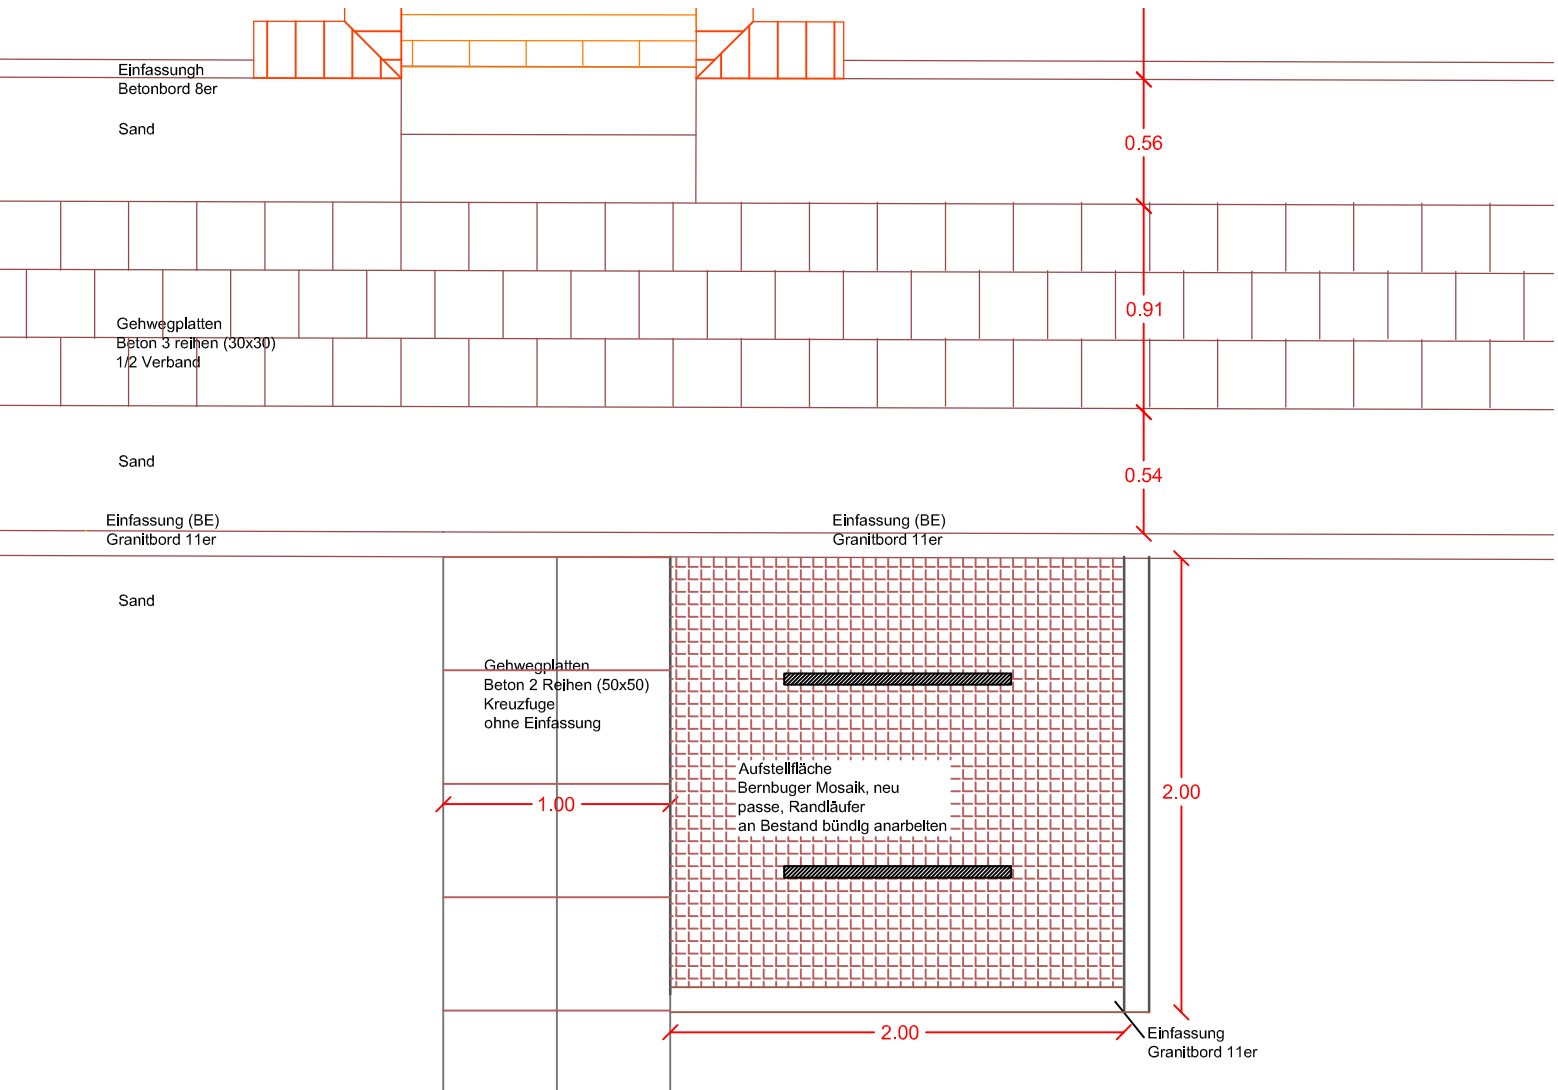 Einfassungh
Betonbord 8er
Sand
0.56
Gehwegplatten
Beton 3 reihen (30x30)
1/2 Verband
0.91
Sand
0.54
Einfassung (BE)
Granitbord 11er
Einfassung (BE)
Granitbord 11er
Sand
Gehwegplatten
Beton 2 Reihen (50x50)
Kreuzfuge
ohne Einfassung
Aufstellfläche
Bernbuger Mosaik, neu
passe, Randläufer
an Bestand bündig anarbeiten
1.00
2.00
2.00
Einfassung
Granitbord 11er